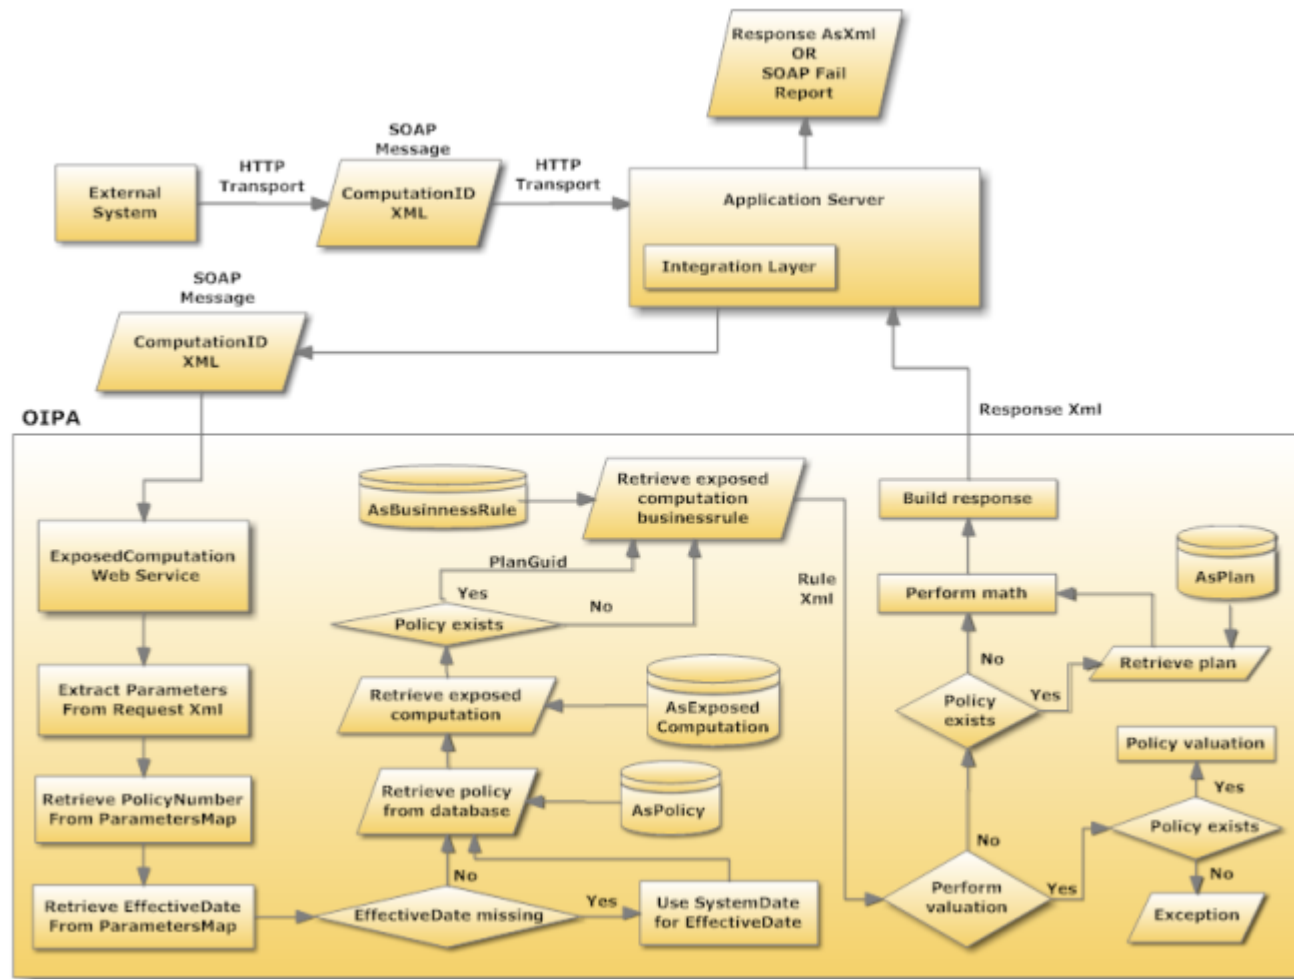 Response AsXml
OR
SOAP Fail
Report
SOAP
Message
HTTP
Transport
HTTP
Transport
External
System
ComputationID
XML
Application Server
Integration Layer
SOAP
Message
ComputationID
XML
OIPA
Response Xml
AsBusinnessRule
Retrieve exposed
computation
businessrule
Build response
ExposedComputation
Web Service
PlanGuid
Yes
No
Policy exists
Rule
Xml
Perform math
AsPlan
Extract Parameters
From Request Xml
Retrieve exposed
computation
AsExposed
Computation
No
Policy
exists
Yes
Retrieve plan
Policy valuation
Retrieve PolicyNumber
From ParametersMap
Retrieve policy
from database
AsPolicy
Yes
Policy exists
No
Exception
Retrieve EffectiveDate
From ParametersMap
No
EffectiveDate missing
Yes
Use SystemDate
for EffectiveDate
No
Perform
valuation
Yes